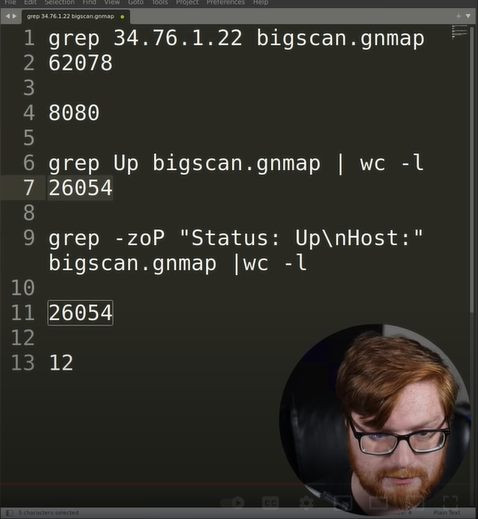 File Edit Selection Find View Goto Tools Project Preferences Help
grep 34.76.1.22 bigscan.gnmap
1 grep 34.76.1.22 bigscan.gnmap
2 62078
3
4 8080
5
6 grep Up bigscan.gnmap | wc -l
7 26054
8
9 grep -zoP "Status: Up\nHost:"
bigscan.gnmap |wc -l
10
11 26054
12
13 12
5 characters selected
Plain Text